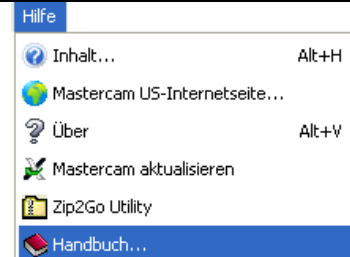 Hilfe
Inhalt... Alt+H
Mastercam US-Internetseite...
Über Alt+V
Mastercam aktualisieren
Zip2Go Utility
Handbuch...